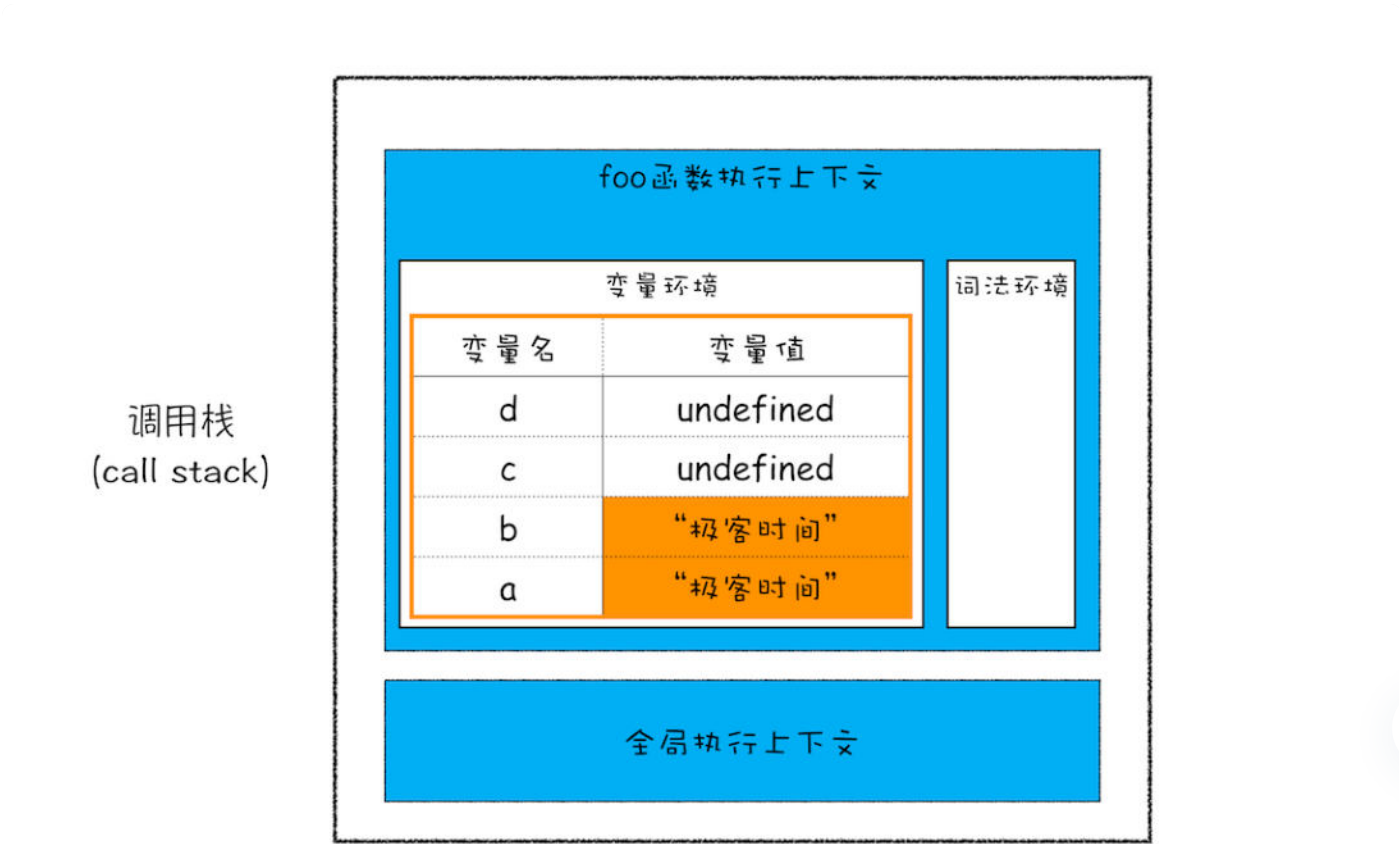 foo函数执行上下文
变量环境
词法环境
变量名 变量值
d undefined
c undefined
b “极客时间”
a “极客时间”
调用栈
(call stack)
全局执行上下文